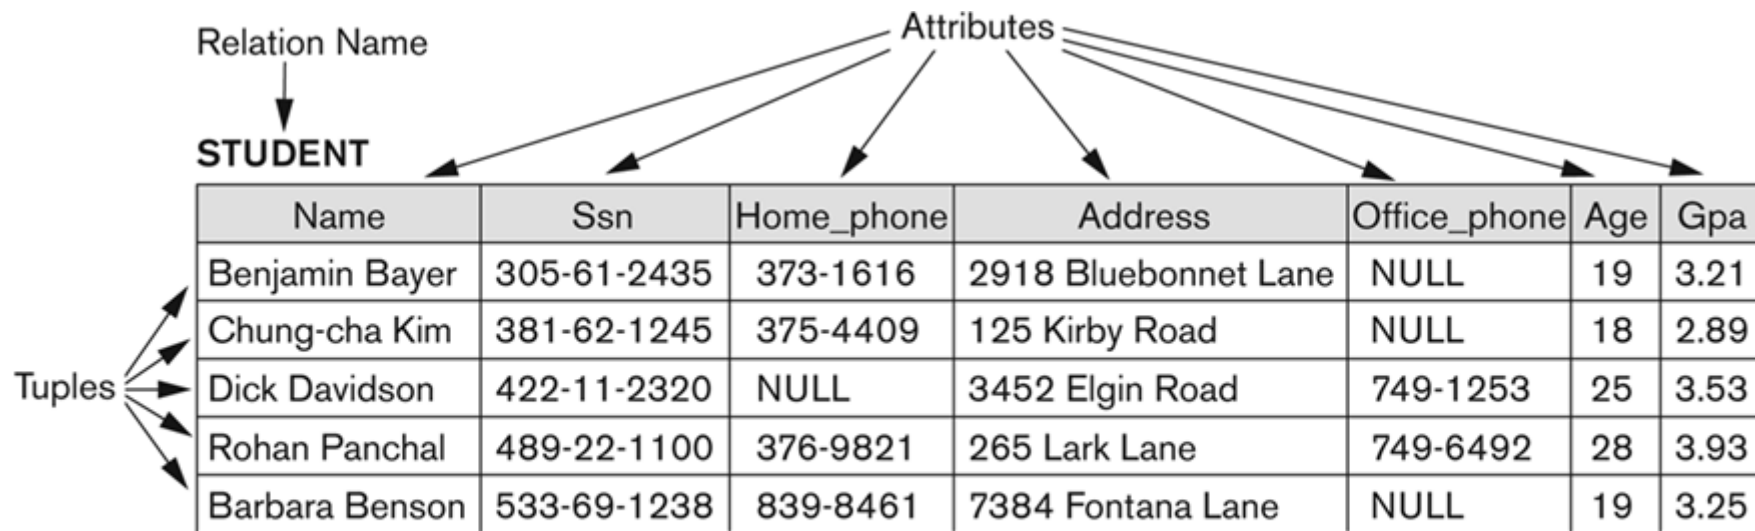 Relation Name
Attributes
STUDENT
Name Ssn Home_phone Address Office_phone Age Gpa
Benjamin Bayer 305-61-2435 373-1616 2918 Bluebonnet Lane NULL 19 3.21
Chung-cha Kim 381-62-1245 375-4409 125 Kirby Road NULL 18 2.89
Tuples
Dick Davidson 422-11-2320 NULL 3452 Elgin Road 749-1253 25 3.53
Rohan Panchal 489-22-1100 376-9821 265 Lark Lane 749-6492 28 3.93
Barbara Benson 533-69-1238 839-8461 7384 Fontana Lane NULL 19 3.25